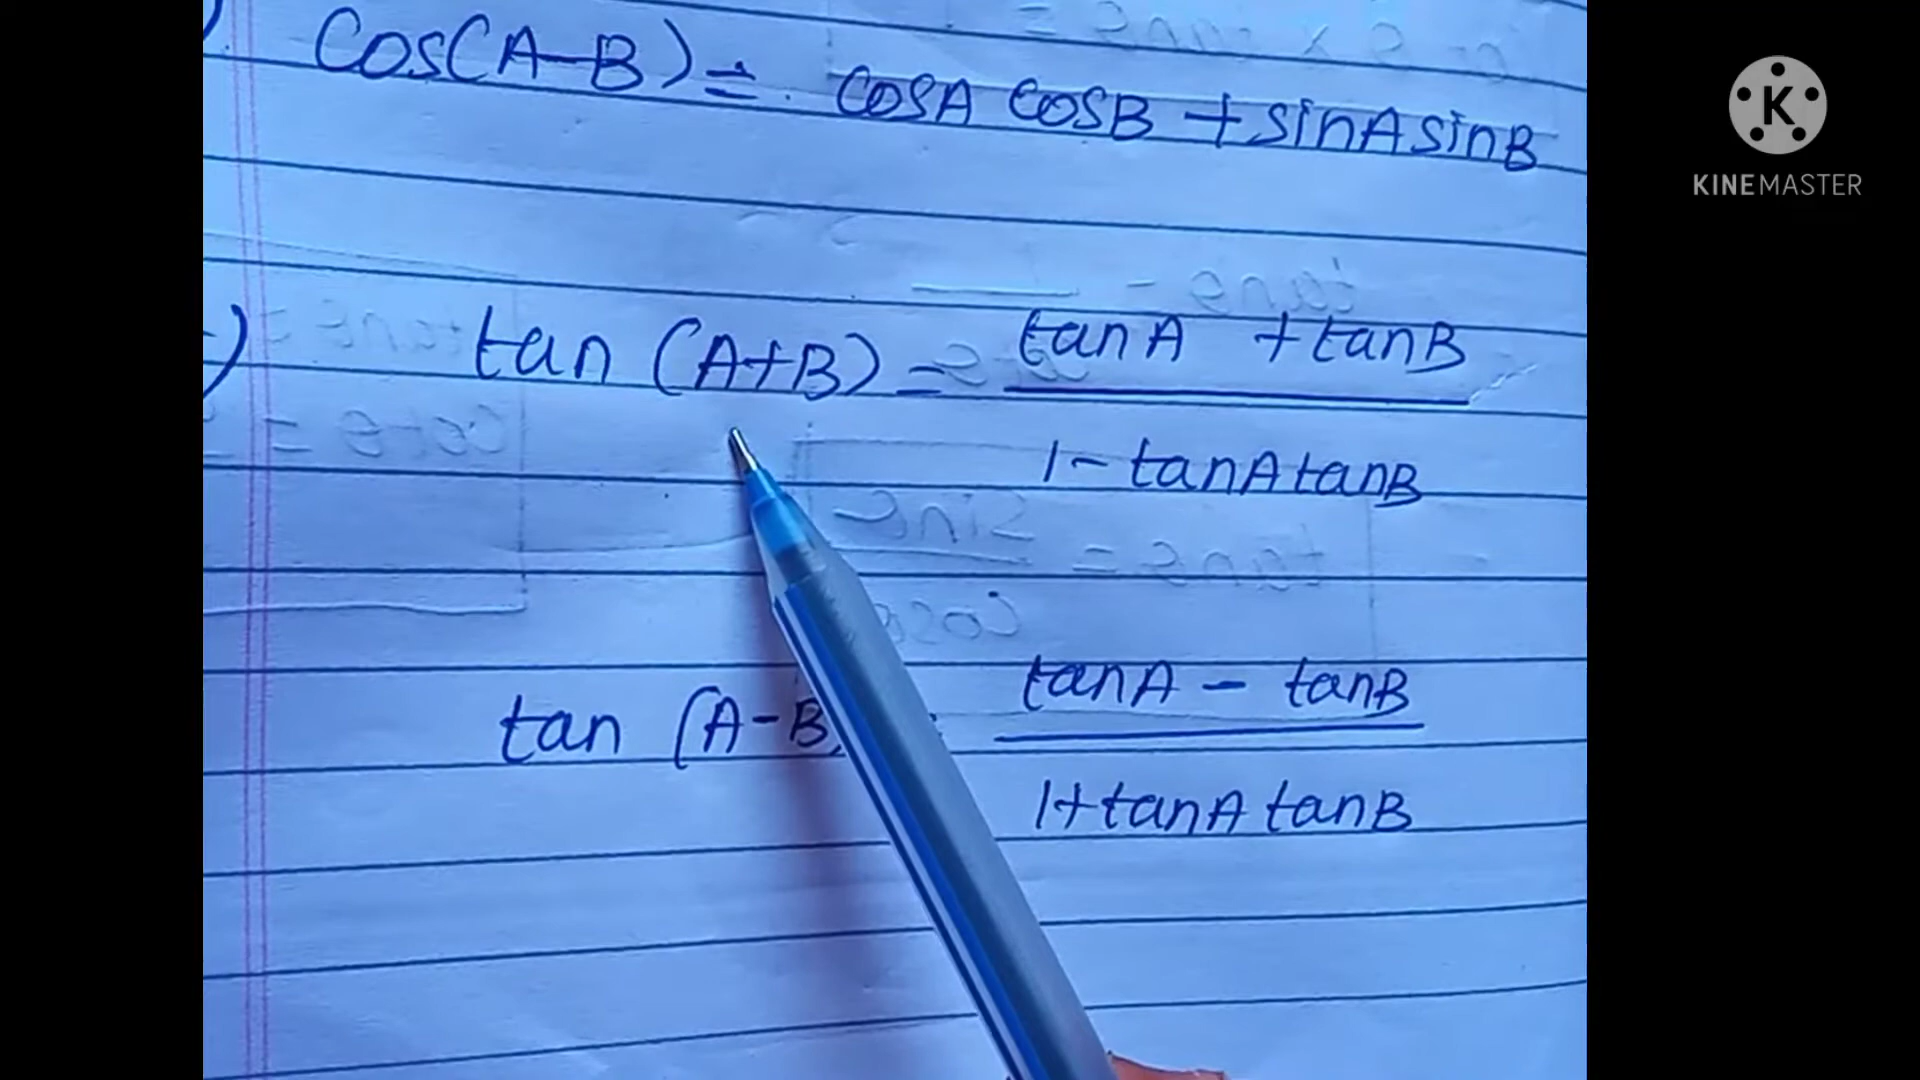 cos(A-B) = cosA cosB + sinA sinB
tan (A+B) = tanA + tanB
1 - tanA tanB
tan (A-B) = tanA - tanB
1 + tanA tanB
KINEMASTER